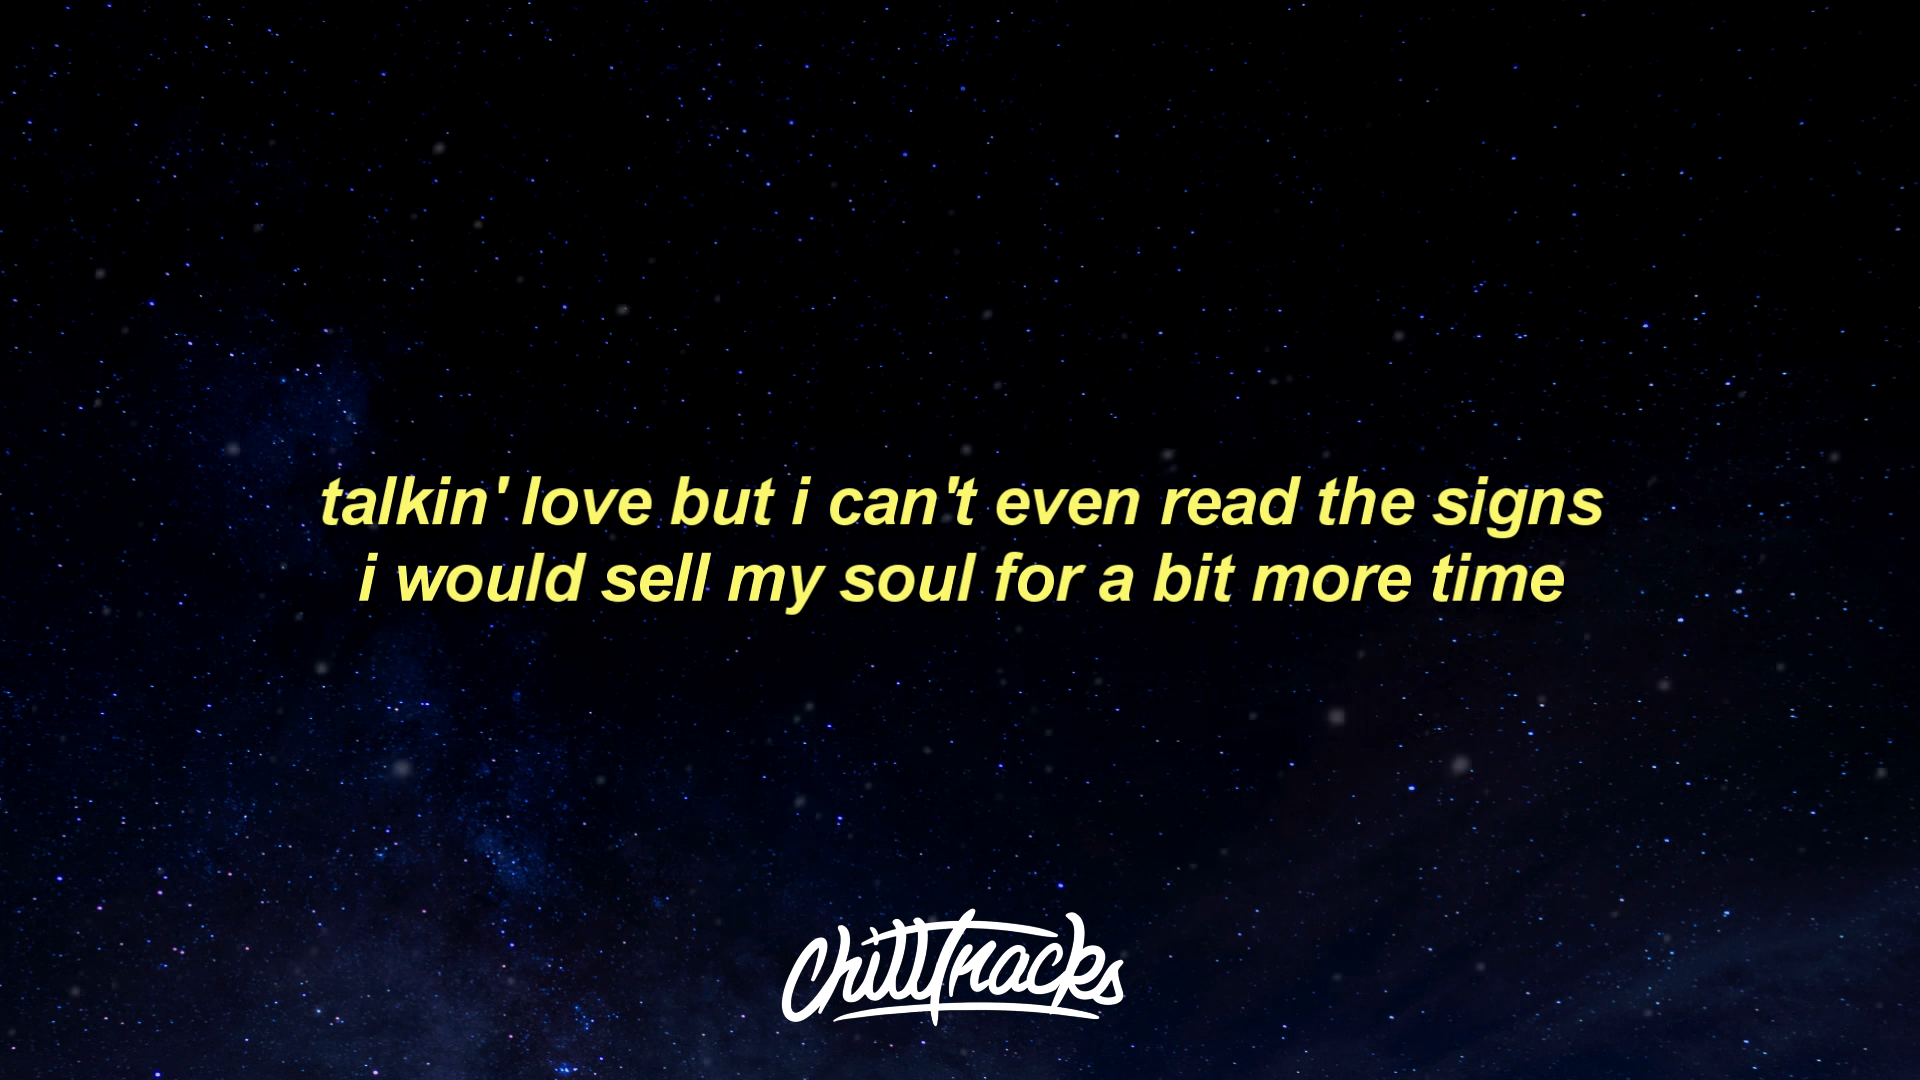 talkin' love but i can't even read the signs
i would sell my soul for a bit more time
ChillTracks